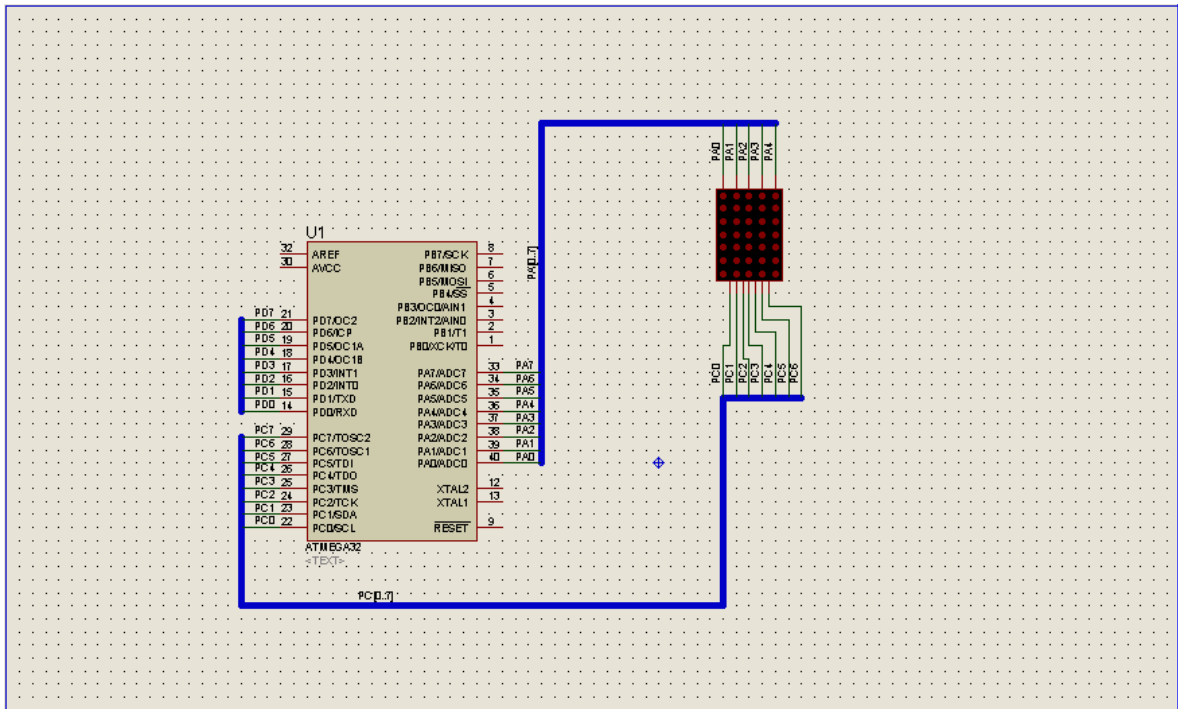 PA0 PA1 PA2 PA3 PA4
U1
32 AREF
30 AVCC
PB7/SCK 8
PB6/MISO 7
PB5/MOSI 6
PB4/SS 5
PB3/OC0/AIN1 4
PB2/INT2/AIN0 3
PB1/T1 2
PB0/XCK/T0 1
PA[0..7]
PD7 21 PD7/OC2
PD6 20 PD6/ICP
PD5 19 PD5/OC1A
PD4 18 PD4/OC1B
PD3 17 PD3/INT1
PD2 16 PD2/INT0
PD1 15 PD1/TXD
PD0 14 PD0/RXD
PA7/ADC7 33 PA7
PA6/ADC6 34 PA6
PA5/ADC5 35 PA5
PA4/ADC4 36 PA4
PA3/ADC3 37 PA3
PA2/ADC2 38 PA2
PA1/ADC1 39 PA1
PA0/ADC0 40 PA0
PC0 PC1 PC2 PC3 PC4 PC5 PC6
PC7 29 PC7/TOSC2
PC6 28 PC6/TOSC1
PC5 27 PC5/TDI
PC4 26 PC4/TDO
PC3 25 PC3/TMS
PC2 24 PC2/TCK
PC1 23 PC1/SDA
PC0 22 PC0/SCL
XTAL2 12
XTAL1 13
RESET 9
ATMEGA32
<TEXT>
PC[0..7]